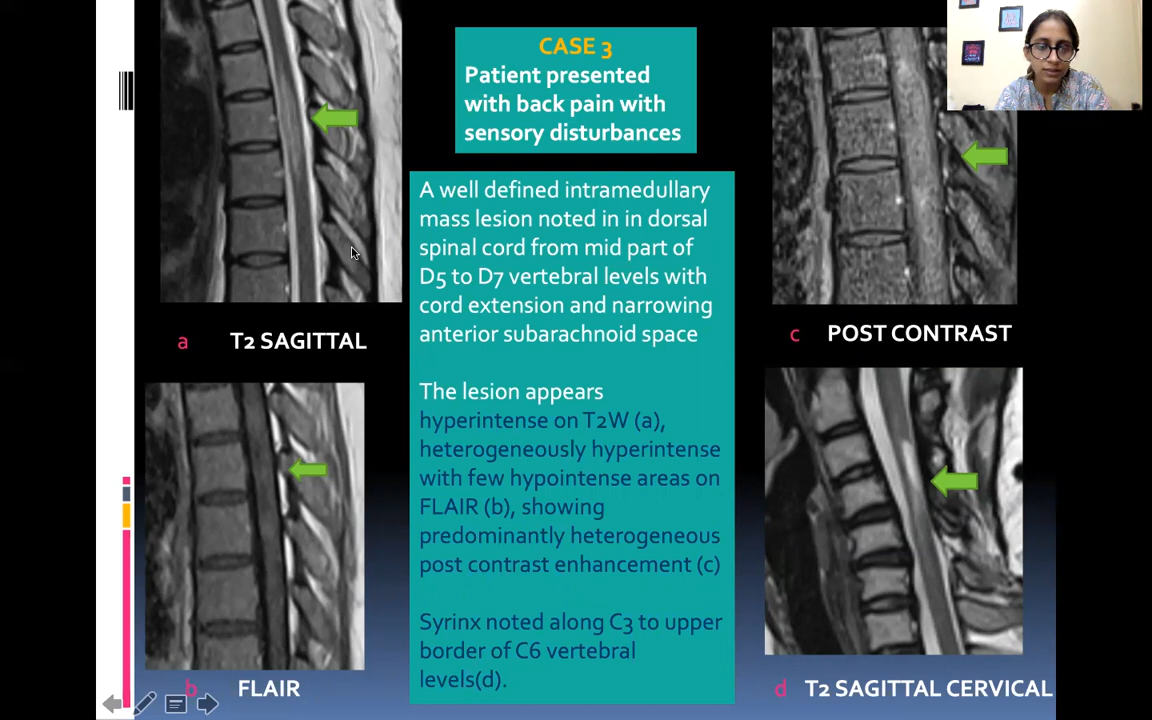 CASE 3
Patient presented
with back pain with
sensory disturbances
A well defined intramedullary
mass lesion noted in in dorsal
spinal cord from mid part of
D5 to D7 vertebral levels with
cord extension and narrowing
anterior subarachnoid space
The lesion appears
hyperintense on T2W (a),
heterogeneously hyperintense
with few hypointense areas on
FLAIR (b), showing
predominantly heterogeneous
post contrast enhancement (c)
Syrinx noted along C3 to upper
border of C6 vertebral
levels(d).
a T2 SAGITTAL
b FLAIR
c POST CONTRAST
d T2 SAGITTAL CERVICAL